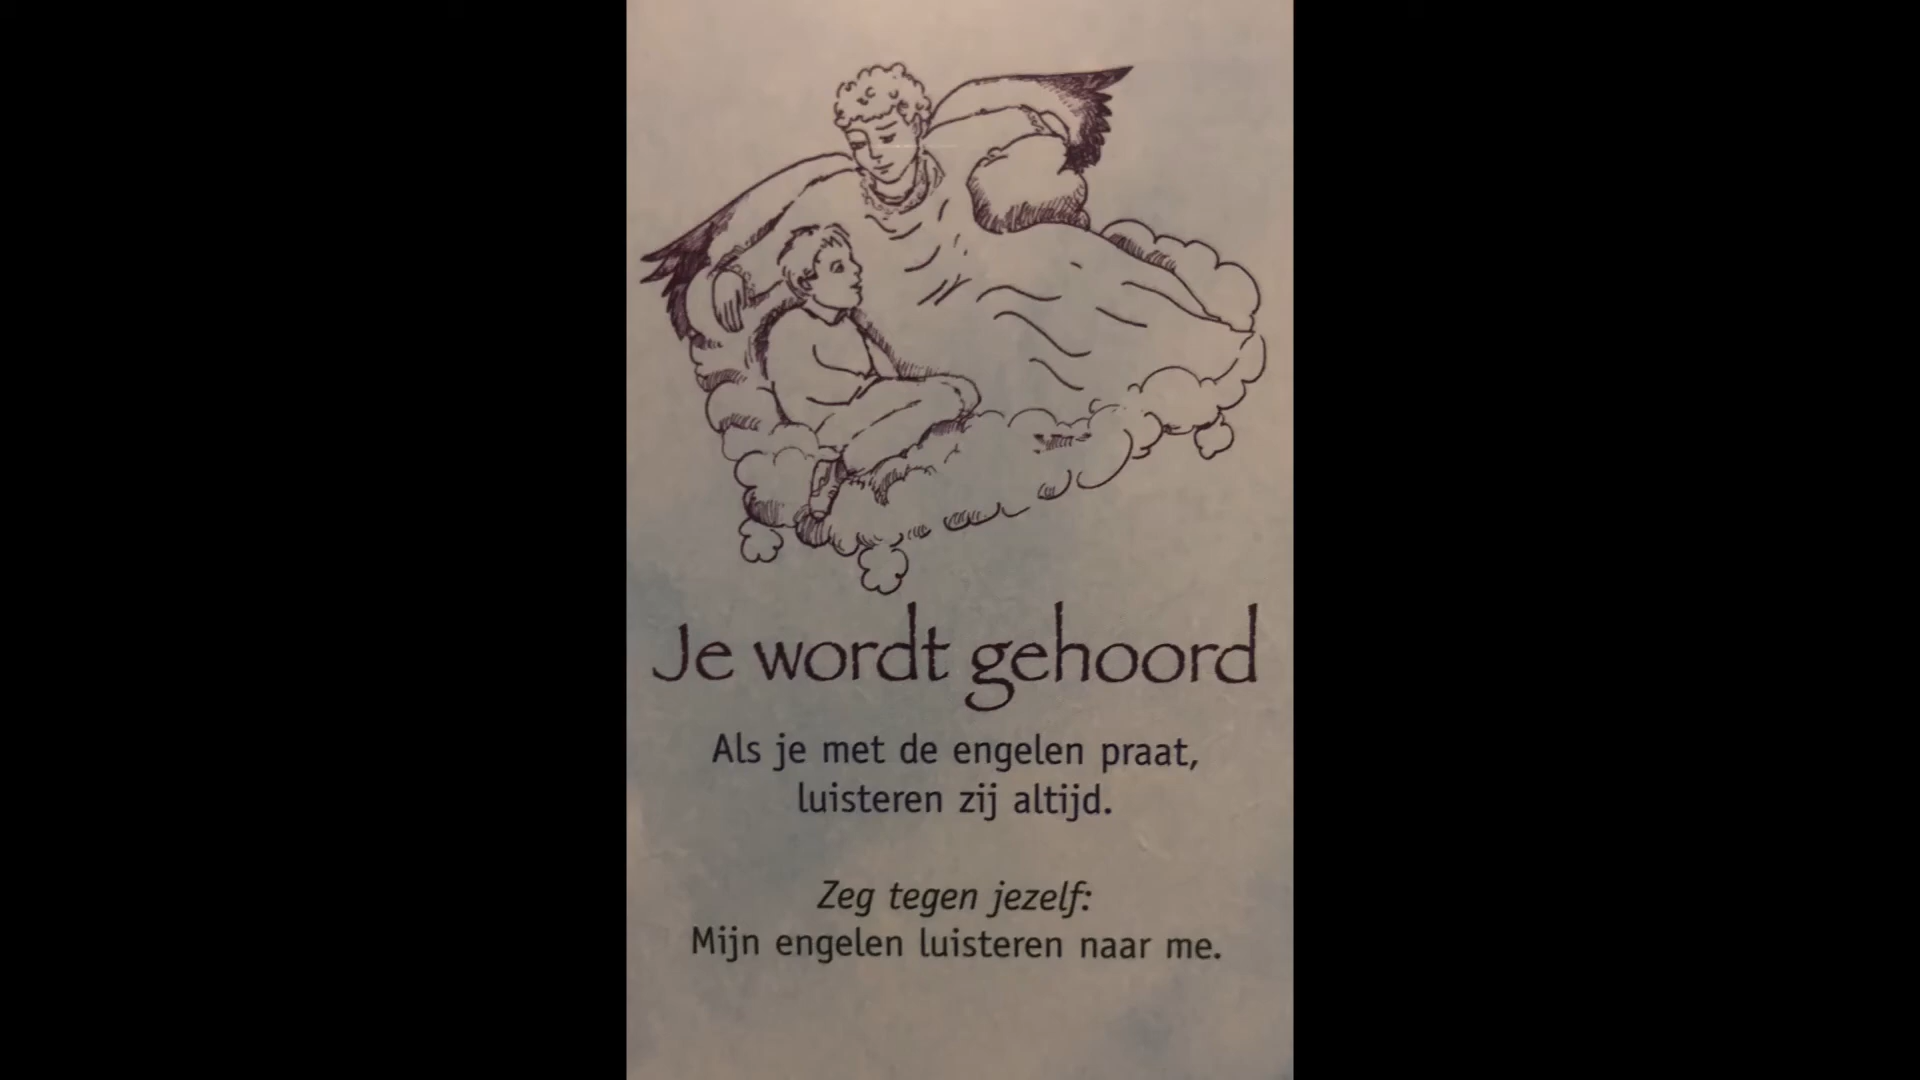 Je wordt gehoord
Als je met de engelen praat,
luisteren zij altijd.
Zeg tegen jezelf:
Mijn engelen luisteren naar me.